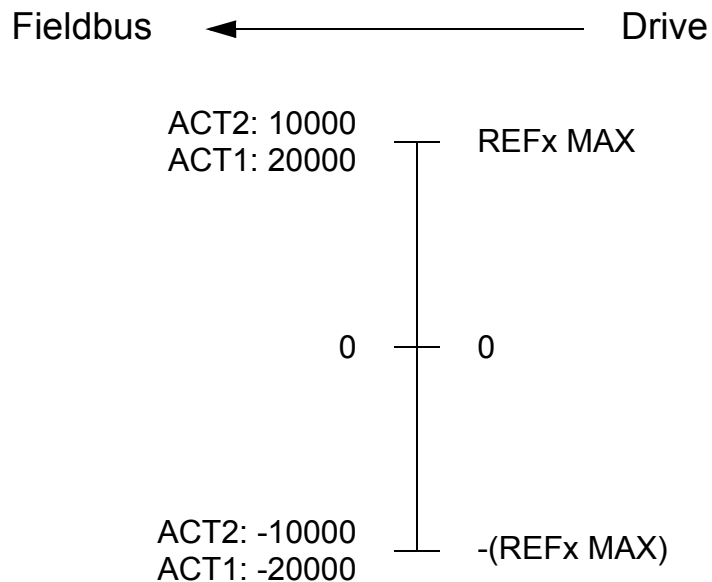 Fieldbus Drive
ACT2: 10000
ACT1: 20000
REFx MAX
0 0
ACT2: -10000
ACT1: -20000
-(REFx MAX)